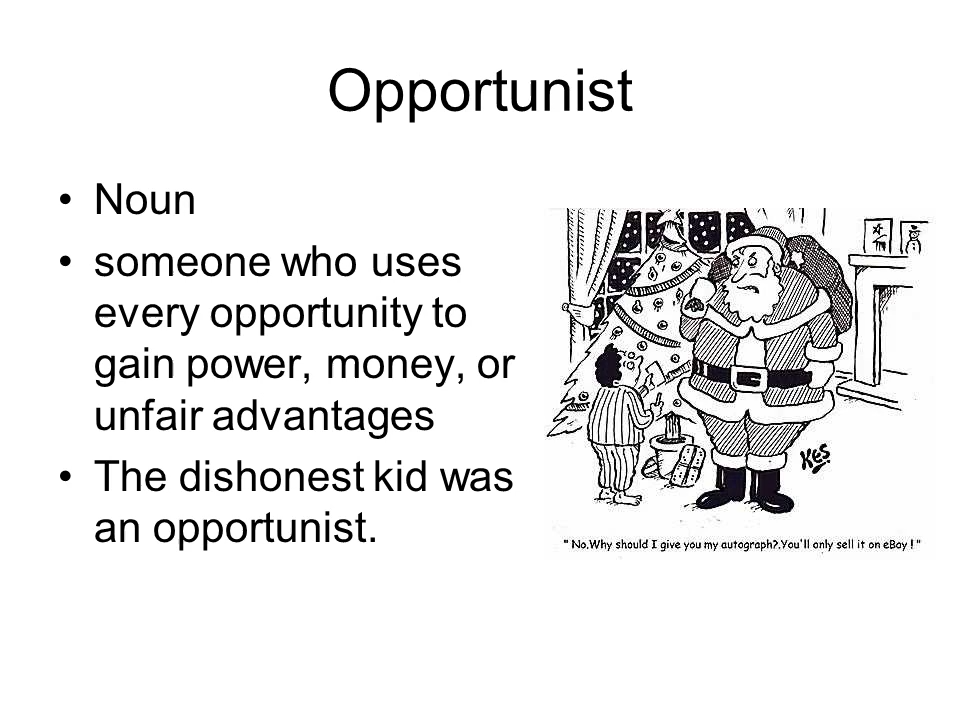 Opportunist
• Noun
• someone who uses
every opportunity to
gain power, money, or
unfair advantages
• The dishonest kid was
an opportunist.
KES
" No.Why should I give you my autograph?.You'll only sell it on eBay ! "